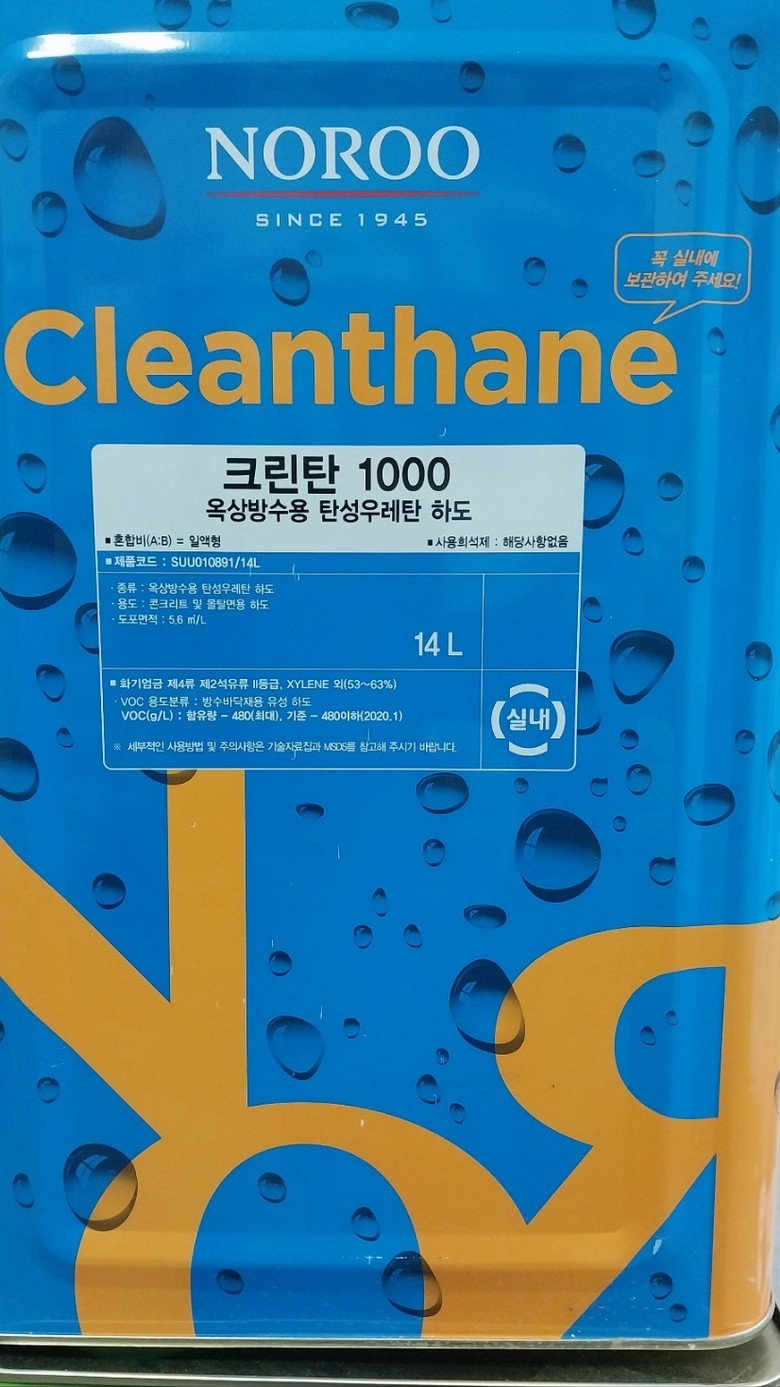 NOROO
SINCE 1945
꼭 실내에
보관하여 주세요!
Cleanthane
크린탄 1000
옥상방수용 탄성우레탄 하도
■ 혼합비(A:B) = 일액형 ■ 사용희석제 : 해당사항없음
■ 제품코드 : SUU010891/14L
· 종류 : 옥상방수용 탄성우레탄 하도
· 용도 : 콘크리트 및 몰탈면용 하도
· 도포면적 : 5.6 ㎡/L
14 L
■ 화기엄금 제4류 제2석유류 II등급, XYLENE 외(53~63%)
· VOC 용도분류 : 방수바닥재용 유성 하도
VOC(g/L) : 함유량 - 480(최대), 기준 - 480이하(2020.1)
(실내)
※ 세부적인 사용방법 및 주의사항은 기술자료집과 MSDS를 참고해 주시기 바랍니다.